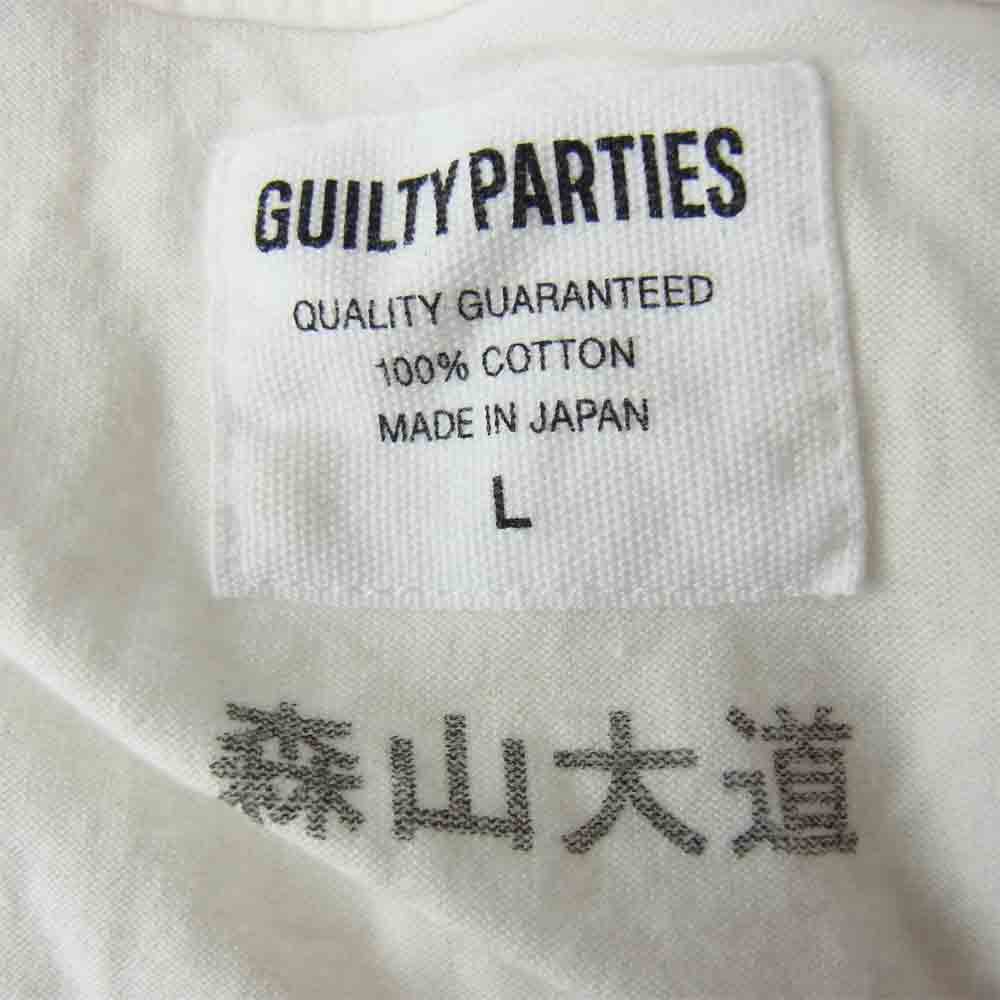 GUILTY PARTIES
QUALITY GUARANTEED
100% COTTON
MADE IN JAPAN
L
森山大道